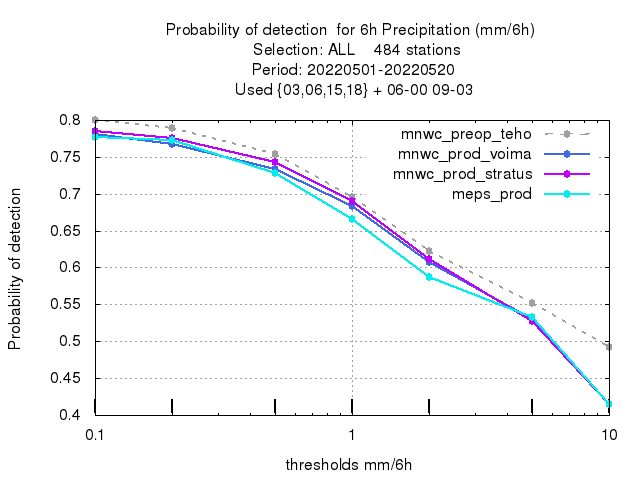 Probability of detection  for 6h Precipitation (mm/6h)
Selection: ALL    484 stations
Period: 20220501-20220520
Used {03,06,15,18} + 06-00 09-03
mnwc_preop_teho
mnwc_prod_voima
mnwc_prod_stratus
meps_prod
0.8
0.75
0.7
0.65
0.6
0.55
0.5
0.45
0.4
Probability of detection
0.1
1
10
thresholds mm/6h